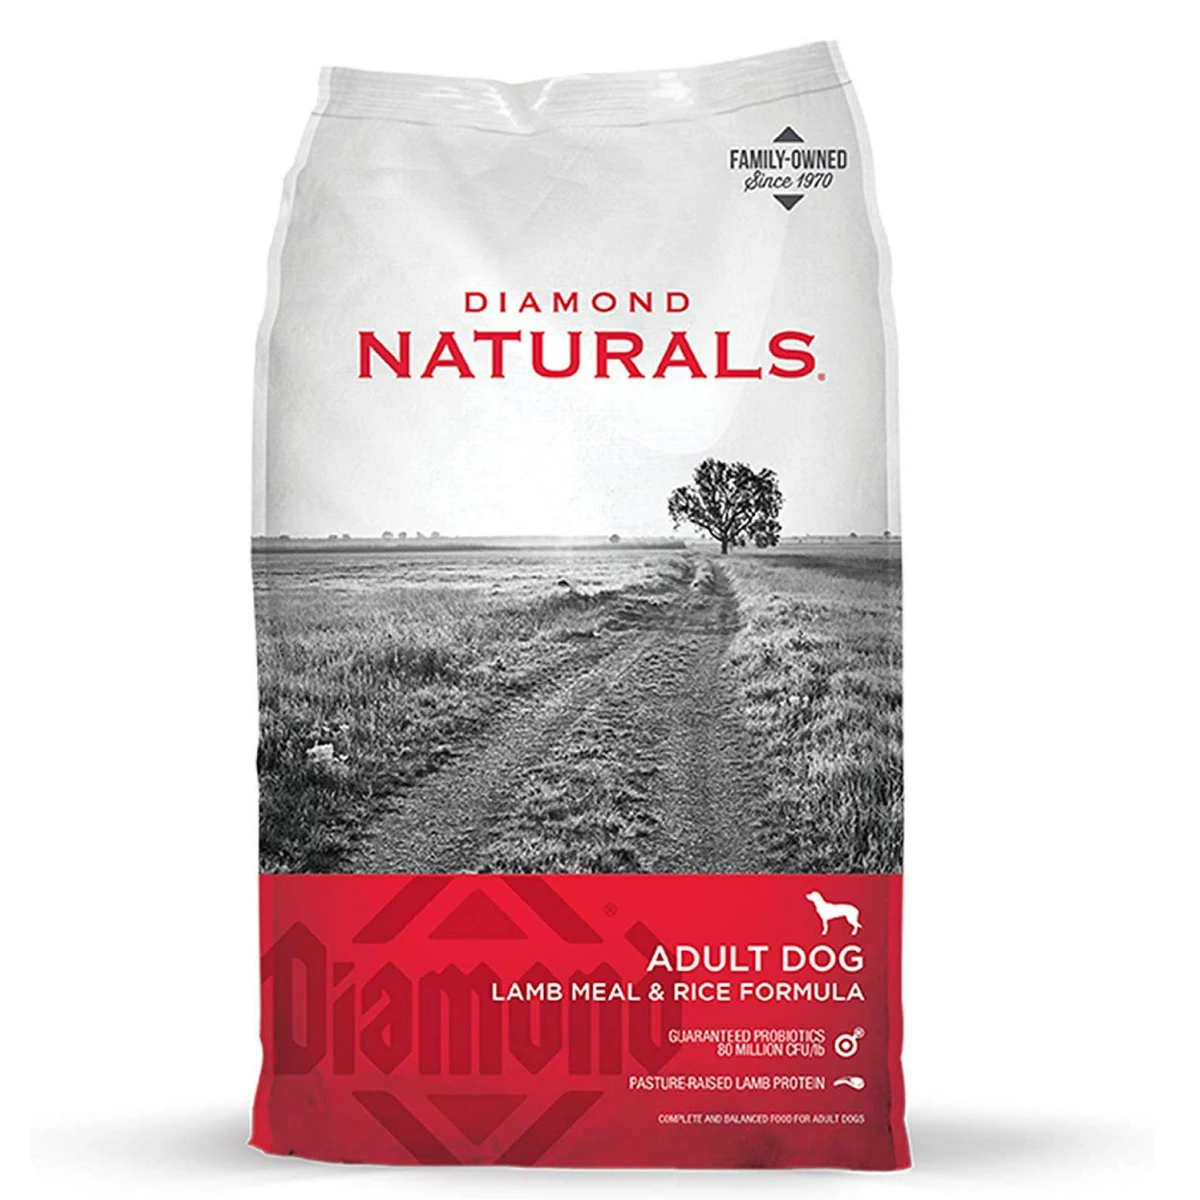 FAMILY-OWNED
Since 1970
DIAMOND
NATURALS®
Diamond®
ADULT DOG
LAMB MEAL & RICE FORMULA
GUARANTEED PROBIOTICS
80 MILLION CFU/lb
PASTURE-RAISED LAMB PROTEIN
COMPLETE AND BALANCED FOOD FOR ADULT DOGS